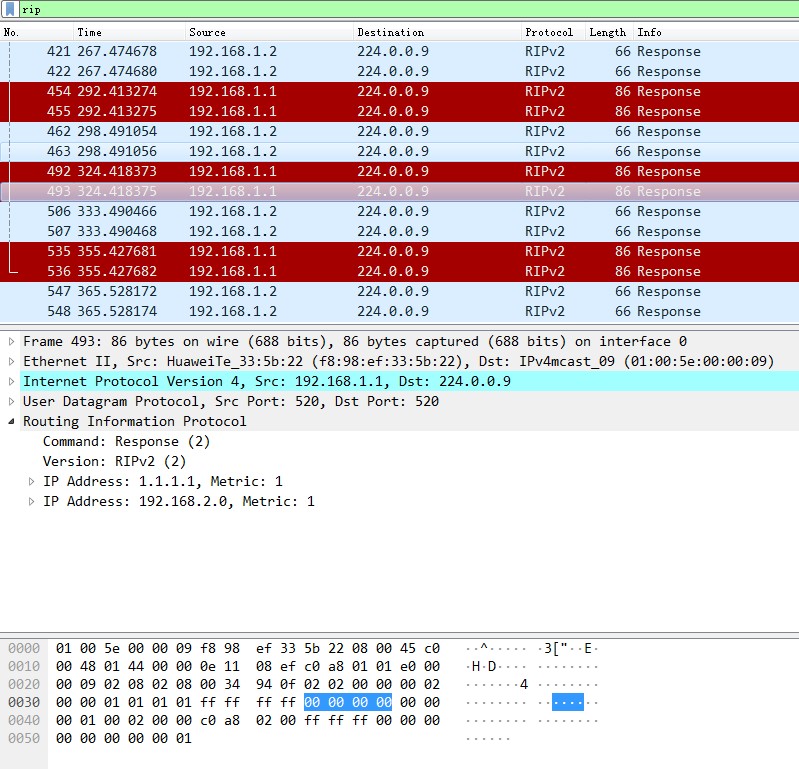 rip
No. Time Source Destination Protocol Length Info
421 267.474678 192.168.1.2 224.0.0.9 RIPv2 66 Response
422 267.474680 192.168.1.2 224.0.0.9 RIPv2 66 Response
454 292.413274 192.168.1.1 224.0.0.9 RIPv2 86 Response
455 292.413275 192.168.1.1 224.0.0.9 RIPv2 86 Response
462 298.491054 192.168.1.2 224.0.0.9 RIPv2 66 Response
463 298.491056 192.168.1.2 224.0.0.9 RIPv2 66 Response
492 324.418373 192.168.1.1 224.0.0.9 RIPv2 86 Response
493 324.418375 192.168.1.1 224.0.0.9 RIPv2 86 Response
506 333.490466 192.168.1.2 224.0.0.9 RIPv2 66 Response
507 333.490468 192.168.1.2 224.0.0.9 RIPv2 66 Response
535 355.427681 192.168.1.1 224.0.0.9 RIPv2 86 Response
536 355.427682 192.168.1.1 224.0.0.9 RIPv2 86 Response
547 365.528172 192.168.1.2 224.0.0.9 RIPv2 66 Response
548 365.528174 192.168.1.2 224.0.0.9 RIPv2 66 Response
Frame 493: 86 bytes on wire (688 bits), 86 bytes captured (688 bits) on interface 0
Ethernet II, Src: HuaweiTe_33:5b:22 (f8:98:ef:33:5b:22), Dst: IPv4mcast_09 (01:00:5e:00:00:09)
Internet Protocol Version 4, Src: 192.168.1.1, Dst: 224.0.0.9
User Datagram Protocol, Src Port: 520, Dst Port: 520
Routing Information Protocol
Command: Response (2)
Version: RIPv2 (2)
IP Address: 1.1.1.1, Metric: 1
IP Address: 192.168.2.0, Metric: 1
0000 01 00 5e 00 00 09 f8 98 ef 33 5b 22 08 00 45 c0 ··^····· ·3["··E·
0010 00 48 01 44 00 00 0e 11 08 ef c0 a8 01 01 e0 00 ·H·D···· ········
0020 00 09 02 08 02 08 00 34 94 0f 02 02 00 00 00 02 ·······4 ········
0030 00 00 01 01 01 01 ff ff ff ff 00 00 00 00 00 00 ········ ········
0040 00 01 00 02 00 00 c0 a8 02 00 ff ff ff 00 00 00 ········ ········
0050 00 00 00 00 00 01 ······